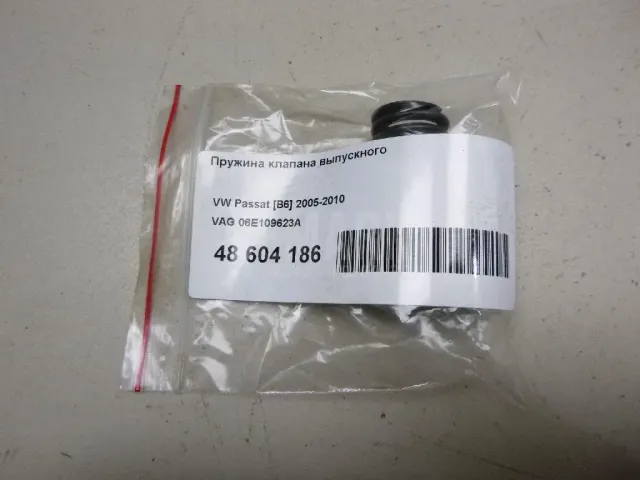 Пружина клапана выпускного
VW Passat [B6] 2005-2010
VAG 06E109623A
48 604 186